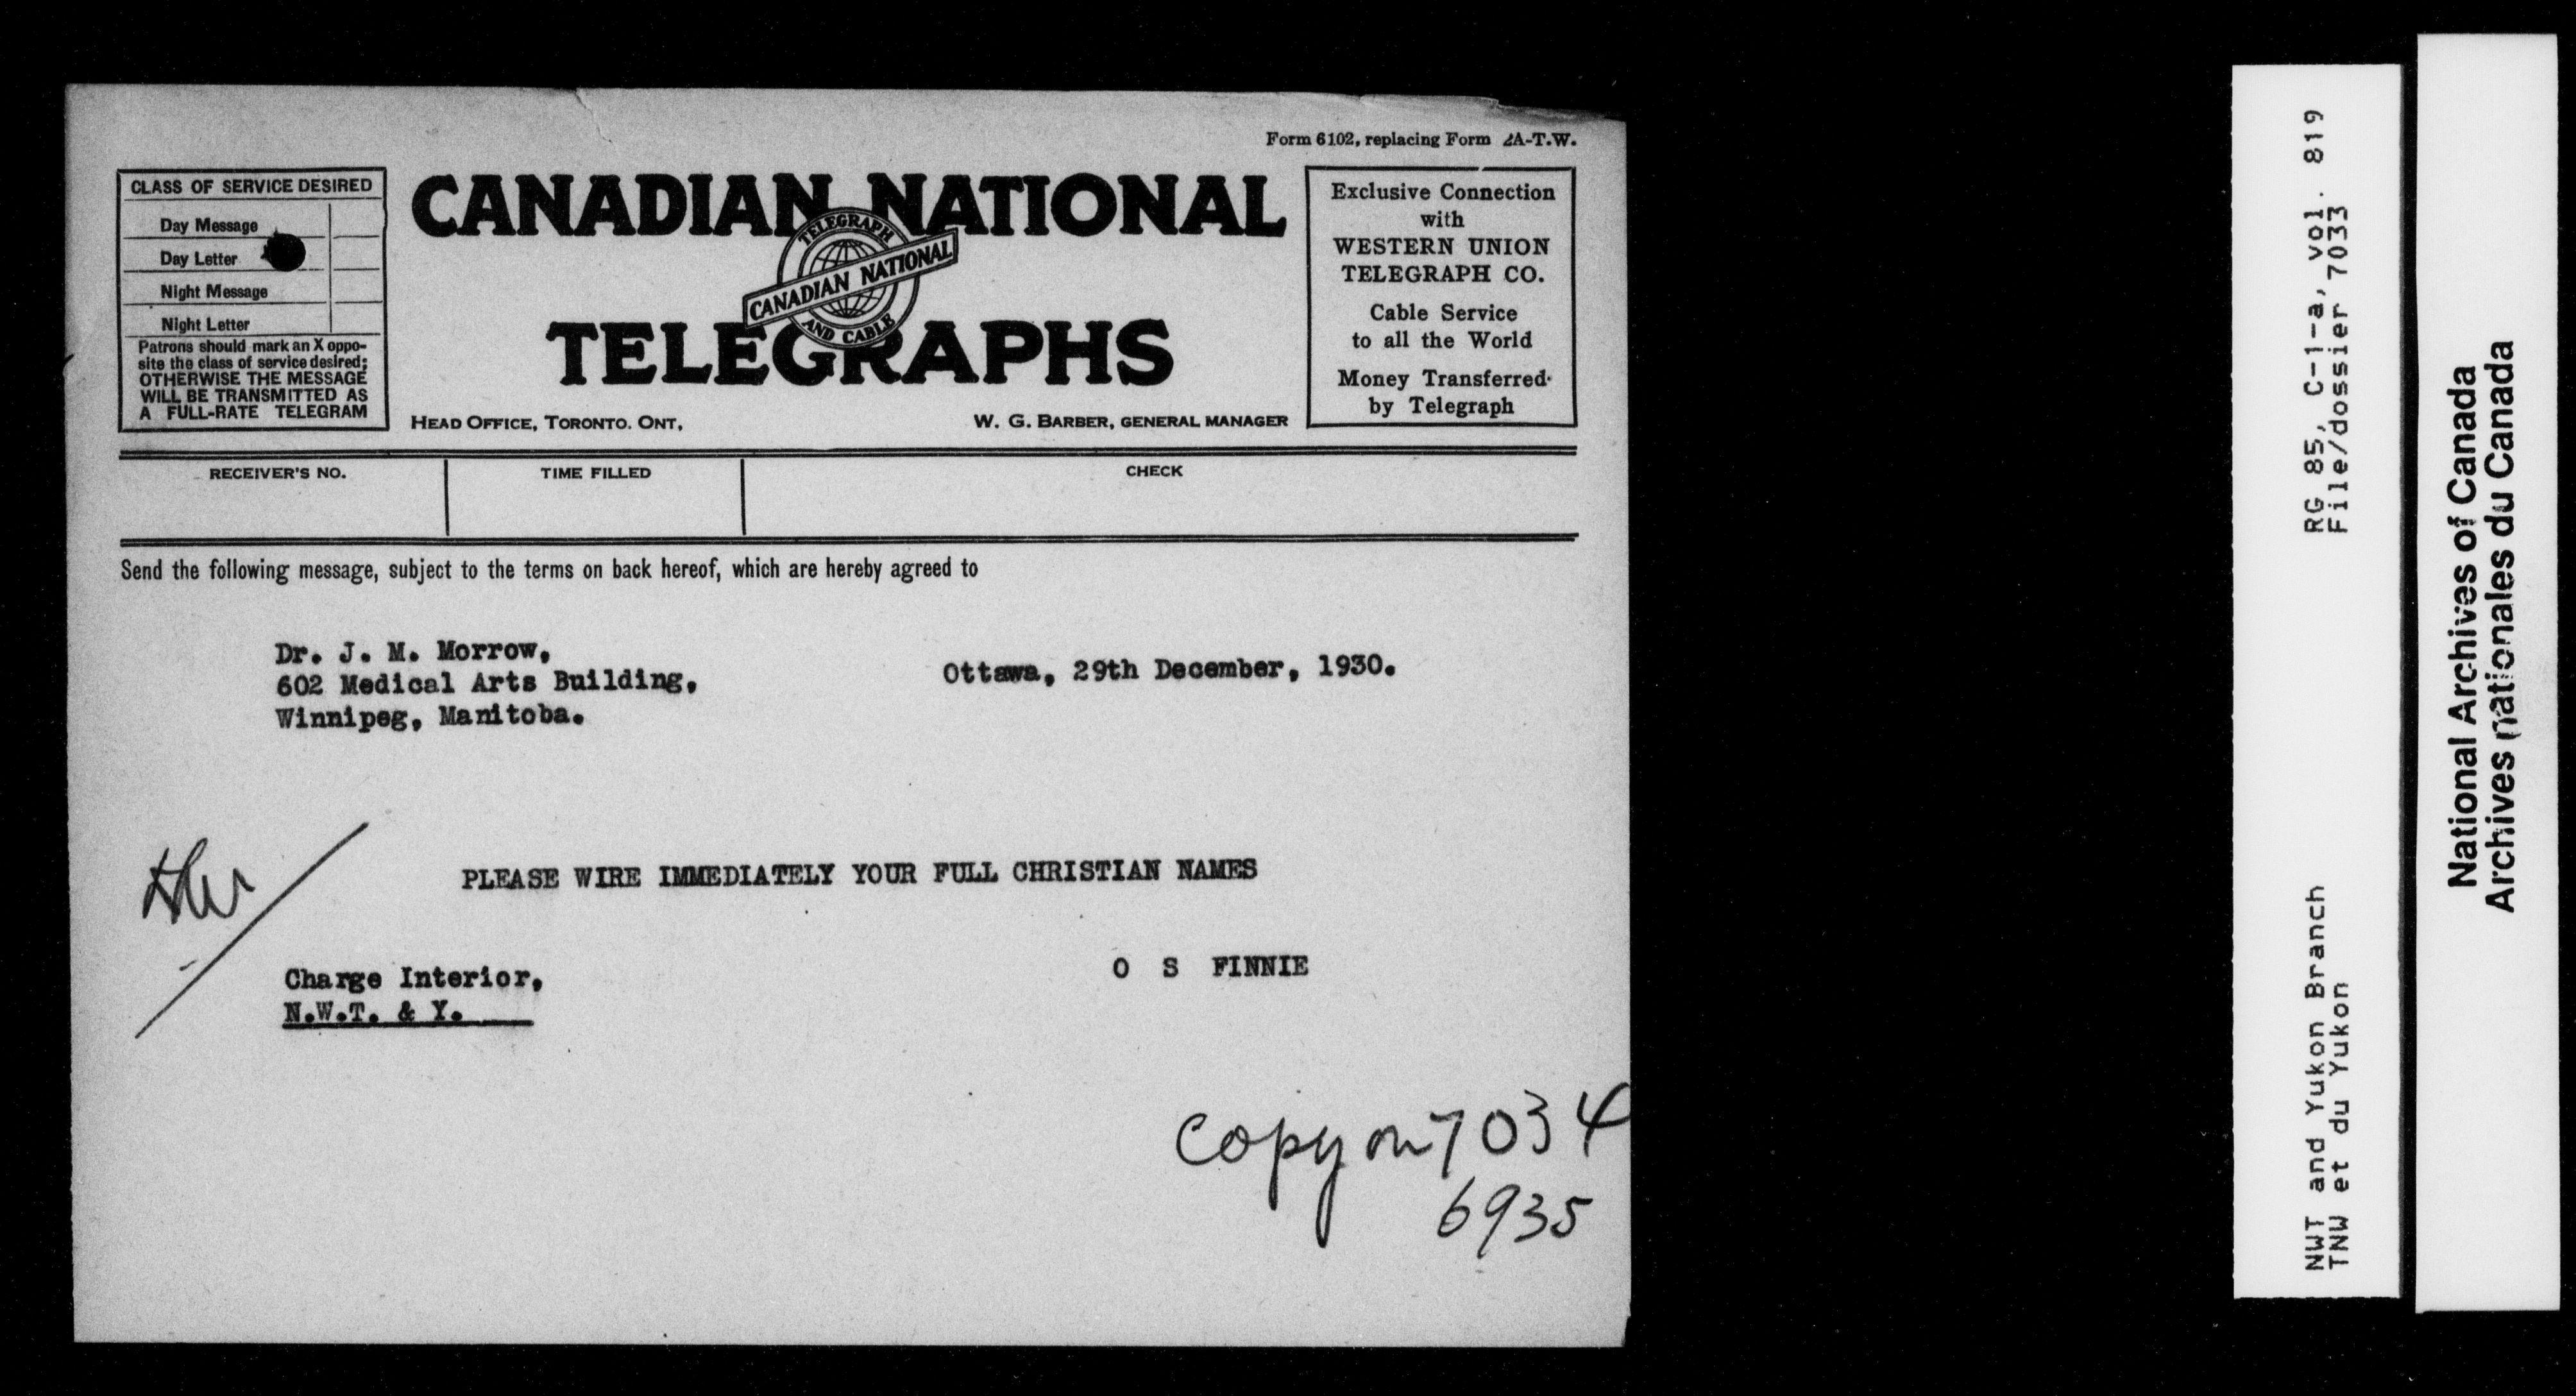 Form 6102, replacing Form 2A-T.W.
CLASS OF SERVICE DESIRED
Day Message
Day Letter
Night Message
Night Letter
Patrons should mark an X oppo-
site the class of service desired;
OTHERWISE THE MESSAGE
WILL BE TRANSMITTED AS
A FULL-RATE TELEGRAM
CANADIAN NATIONAL
TELEGRAPH
CANADIAN NATIONAL
AND CABLE
TELEGRAPHS
HEAD OFFICE, TORONTO. ONT,
W. G. BARBER, GENERAL MANAGER
Exclusive Connection
with
WESTERN UNION
TELEGRAPH CO.
Cable Service
to all the World
Money Transferred
by Telegraph
RECEIVER'S NO.
TIME FILLED
CHECK
Send the following message, subject to the terms on back hereof, which are hereby agreed to
Dr. J. M. Morrow,
602 Medical Arts Building,
Winnipeg, Manitoba.
Ottawa, 29th December, 1930.
PLEASE WIRE IMMEDIATELY YOUR FULL CHRISTIAN NAMES
O S FINNIE
Charge Interior,
N.W.T. & Y.
Copy on 7034
6935
RG 85, C-1-a, vol. 819
File/dossier 7033
NWT and Yukon Branch
TNW et du Yukon
National Archives of Canada
Archives nationales du Canada